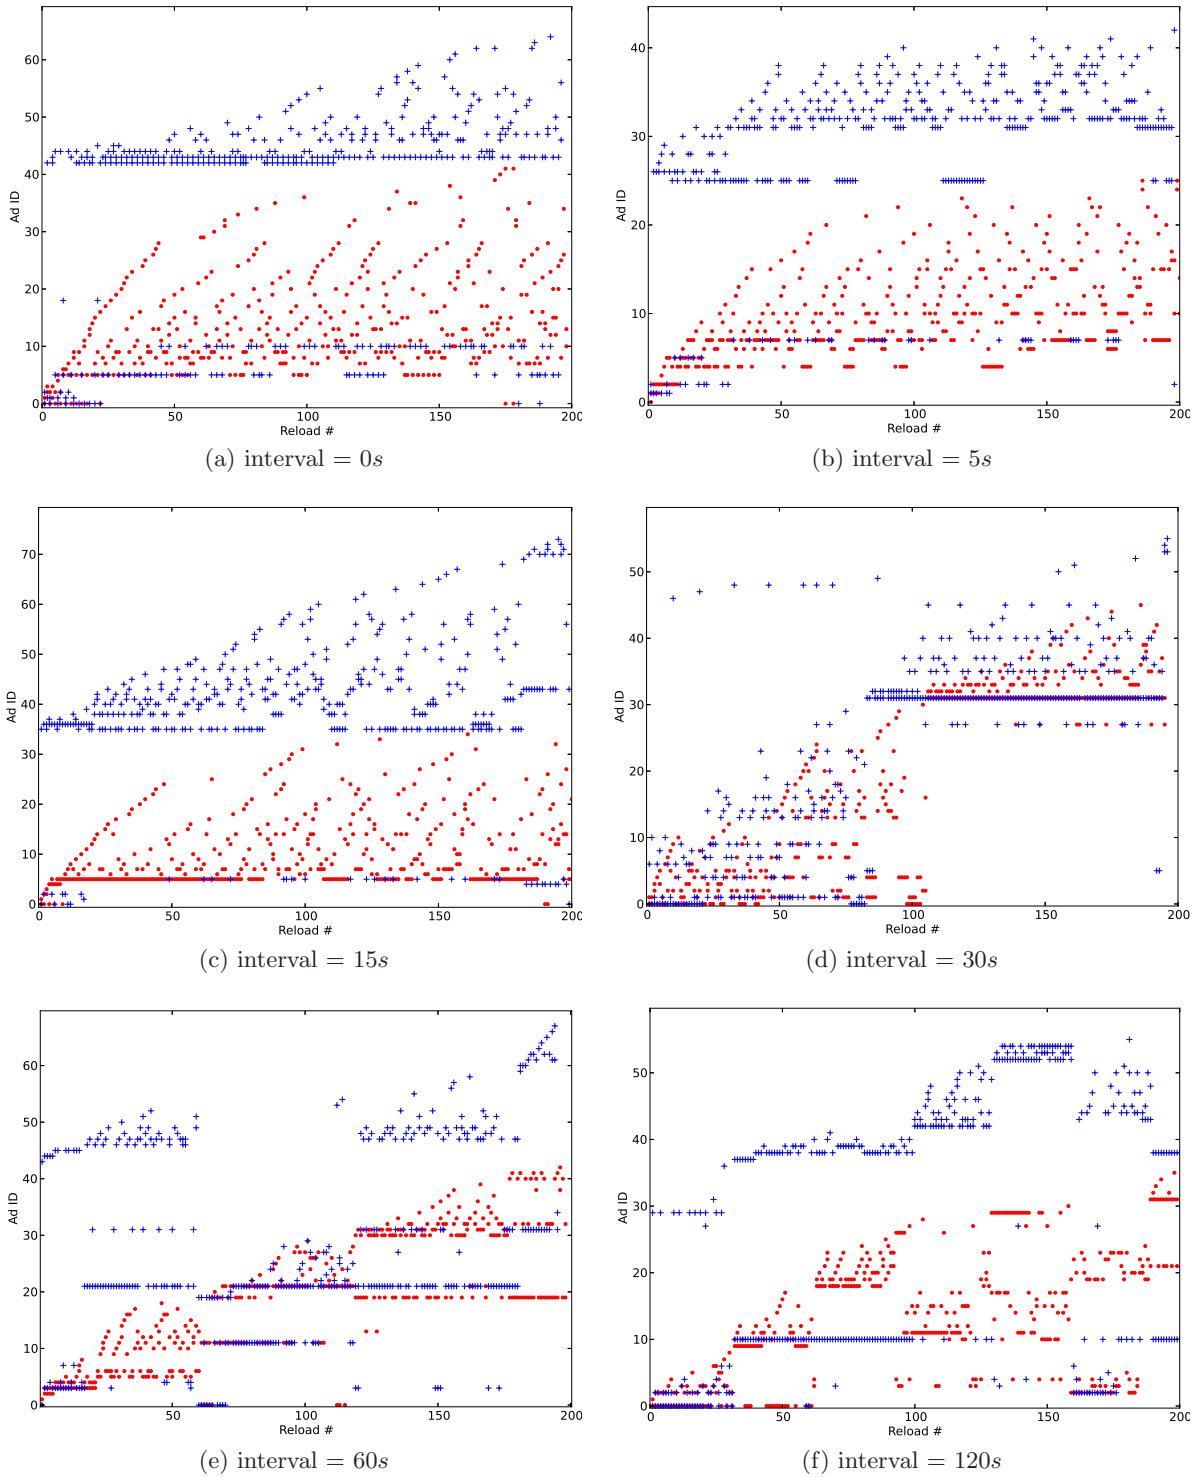 60
50
40
30
20
10
0
Ad ID
0 50 100 150 200
Reload #
(a) interval = 0s
40
30
20
10
0
Ad ID
0 50 100 150 200
Reload #
(b) interval = 5s
70
60
50
40
30
20
10
0
Ad ID
0 50 100 150 200
Reload #
(c) interval = 15s
50
40
30
20
10
0
Ad ID
0 50 100 150 200
Reload #
(d) interval = 30s
60
50
40
30
20
10
0
Ad ID
0 50 100 150 200
Reload #
(e) interval = 60s
50
40
30
20
10
0
Ad ID
0 50 100 150 200
Reload #
(f) interval = 120s